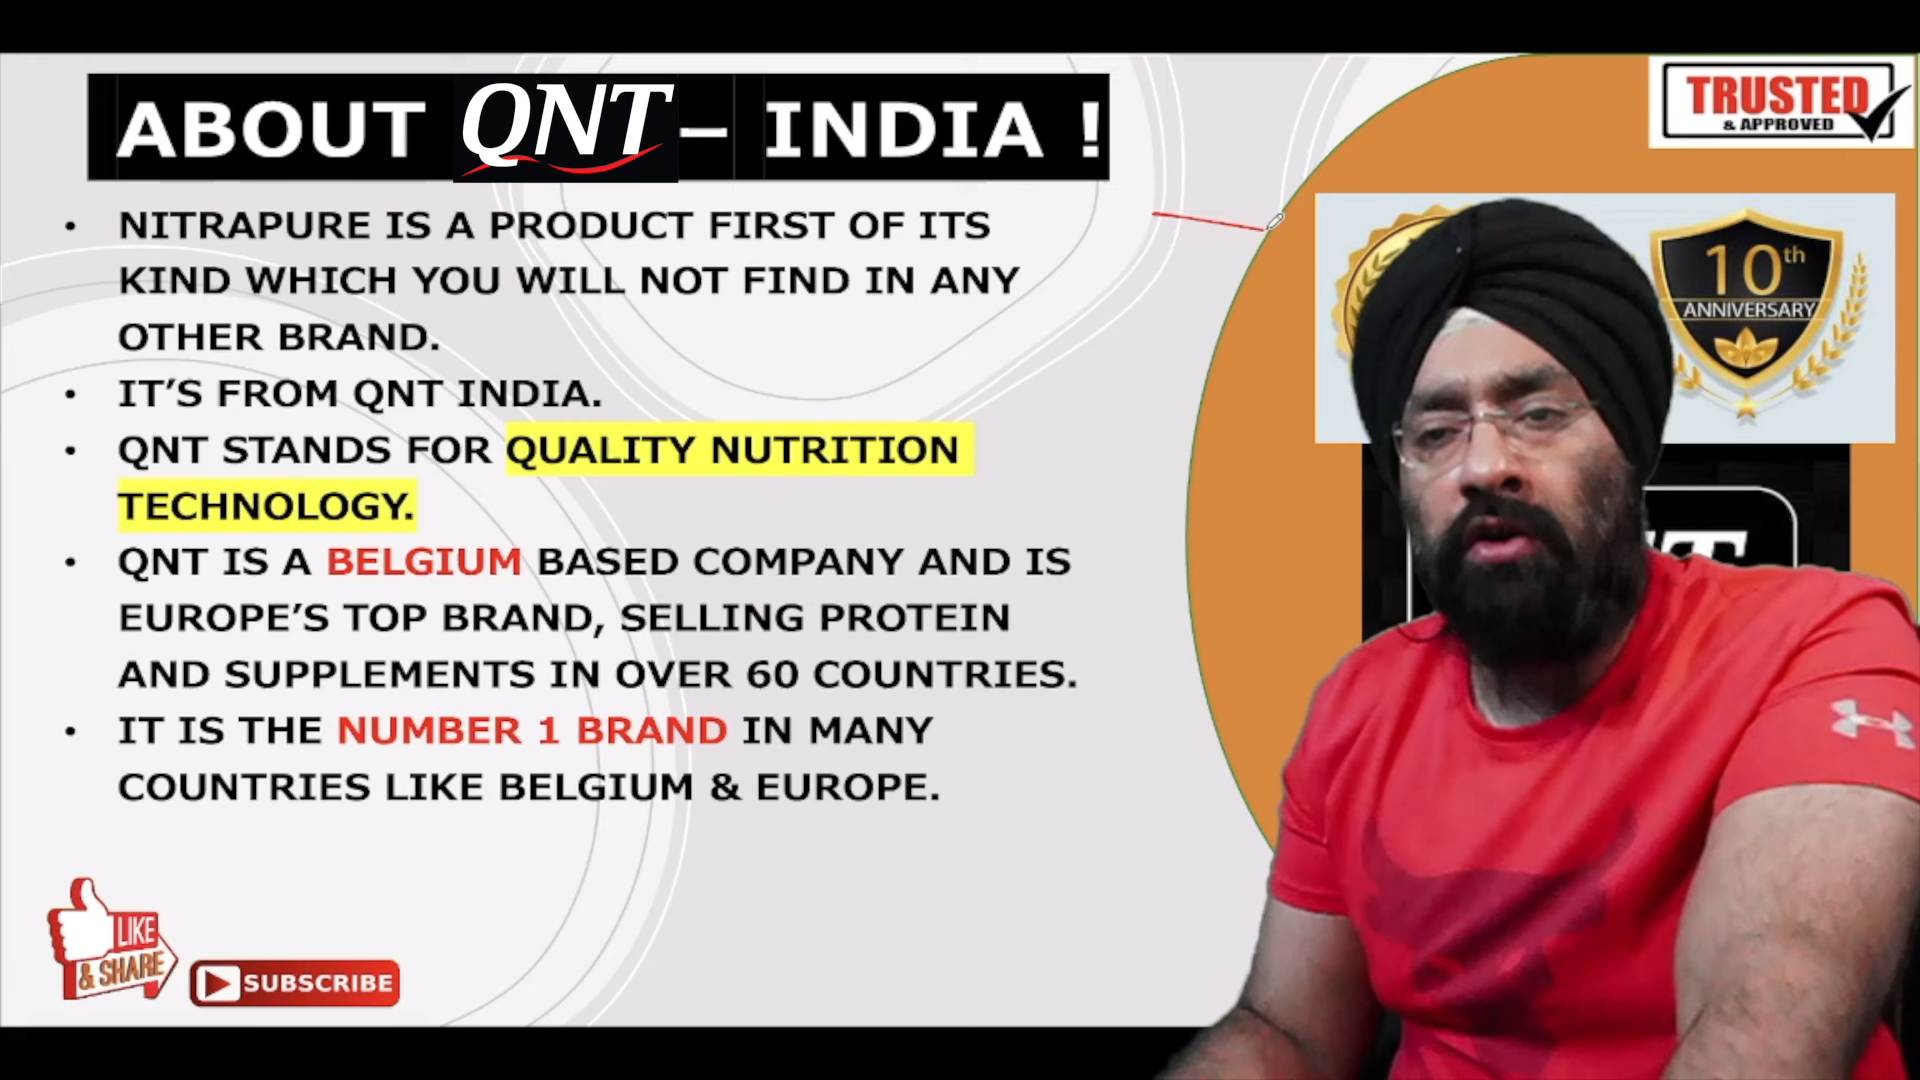 ABOUT QNT – INDIA !
TRUSTED
& APPROVED
10th
ANNIVERSARY
• NITRAPURE IS A PRODUCT FIRST OF ITS
KIND WHICH YOU WILL NOT FIND IN ANY
OTHER BRAND.
• IT’S FROM QNT INDIA.
• QNT STANDS FOR QUALITY NUTRITION
TECHNOLOGY.
• QNT IS A BELGIUM BASED COMPANY AND IS
EUROPE’S TOP BRAND, SELLING PROTEIN
AND SUPPLEMENTS IN OVER 60 COUNTRIES.
• IT IS THE NUMBER 1 BRAND IN MANY
COUNTRIES LIKE BELGIUM & EUROPE.
LIKE
& SHARE
SUBSCRIBE